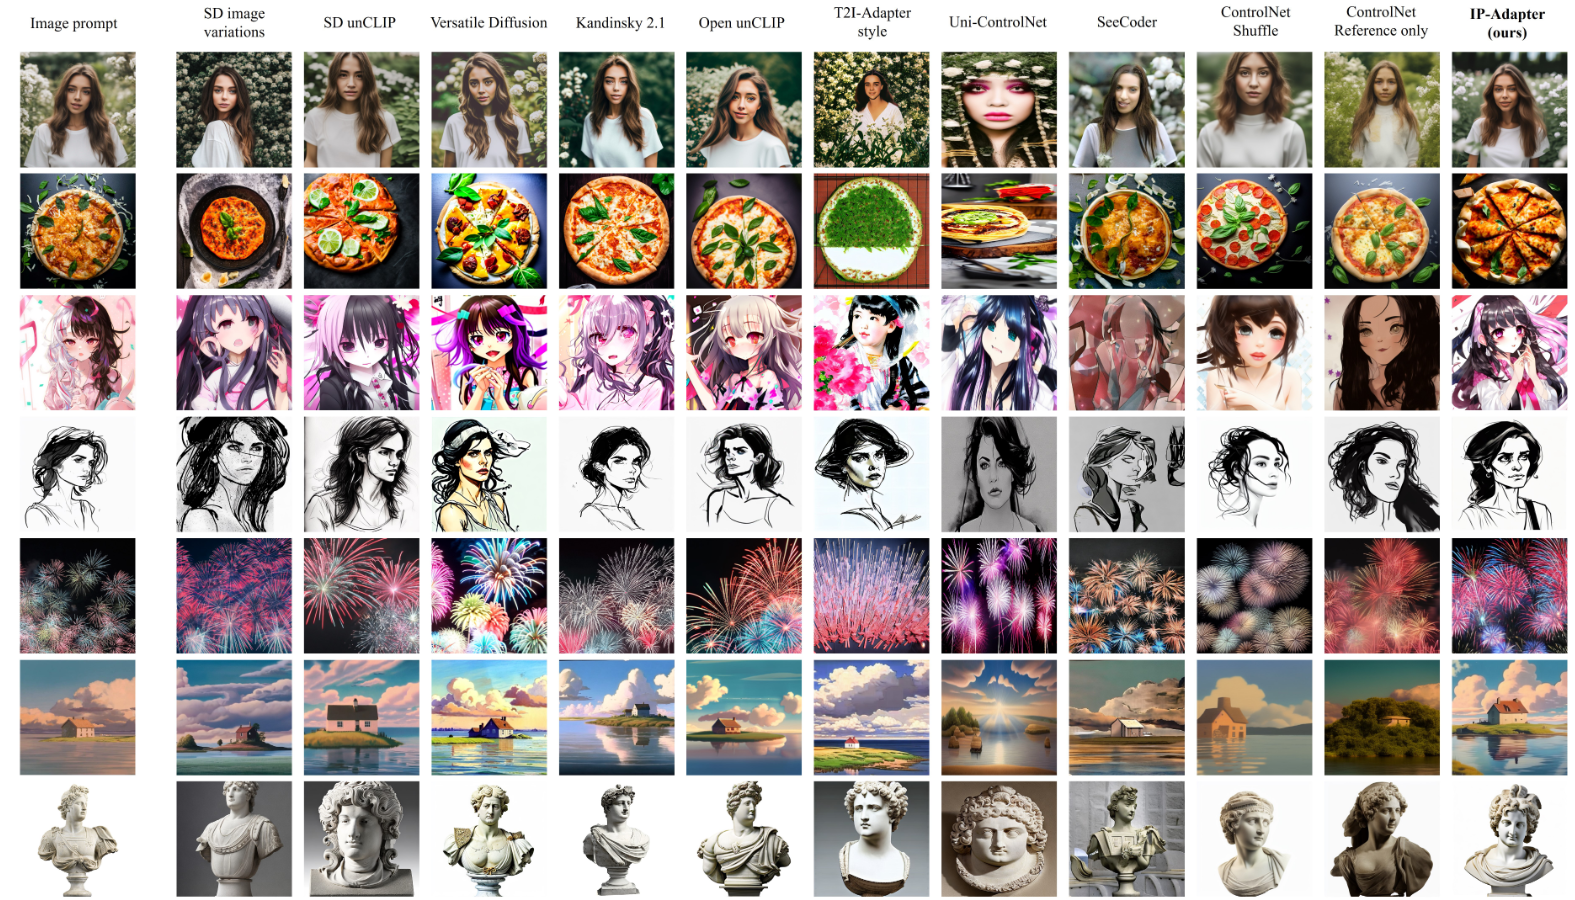 Image prompt
SD image
variations
SD unCLIP
Versatile Diffusion
Kandinsky 2.1
Open unCLIP
T2I-Adapter
style
Uni-ControlNet
SeeCoder
ControlNet
Shuffle
ControlNet
Reference only
IP-Adapter
(ours)